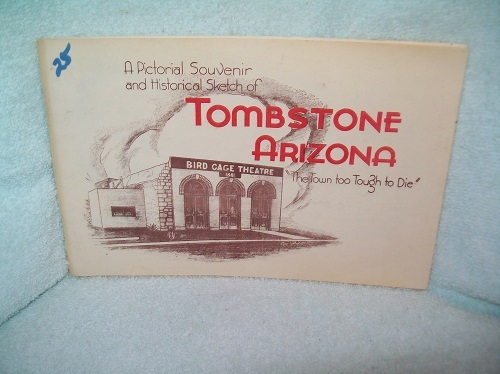 25
A Pictorial Souvenir
and Historical Sketch of
TOMBSTONE
ARIZONA
"The Town too Tough to Die"
BIRD CAGE THEATRE
1881